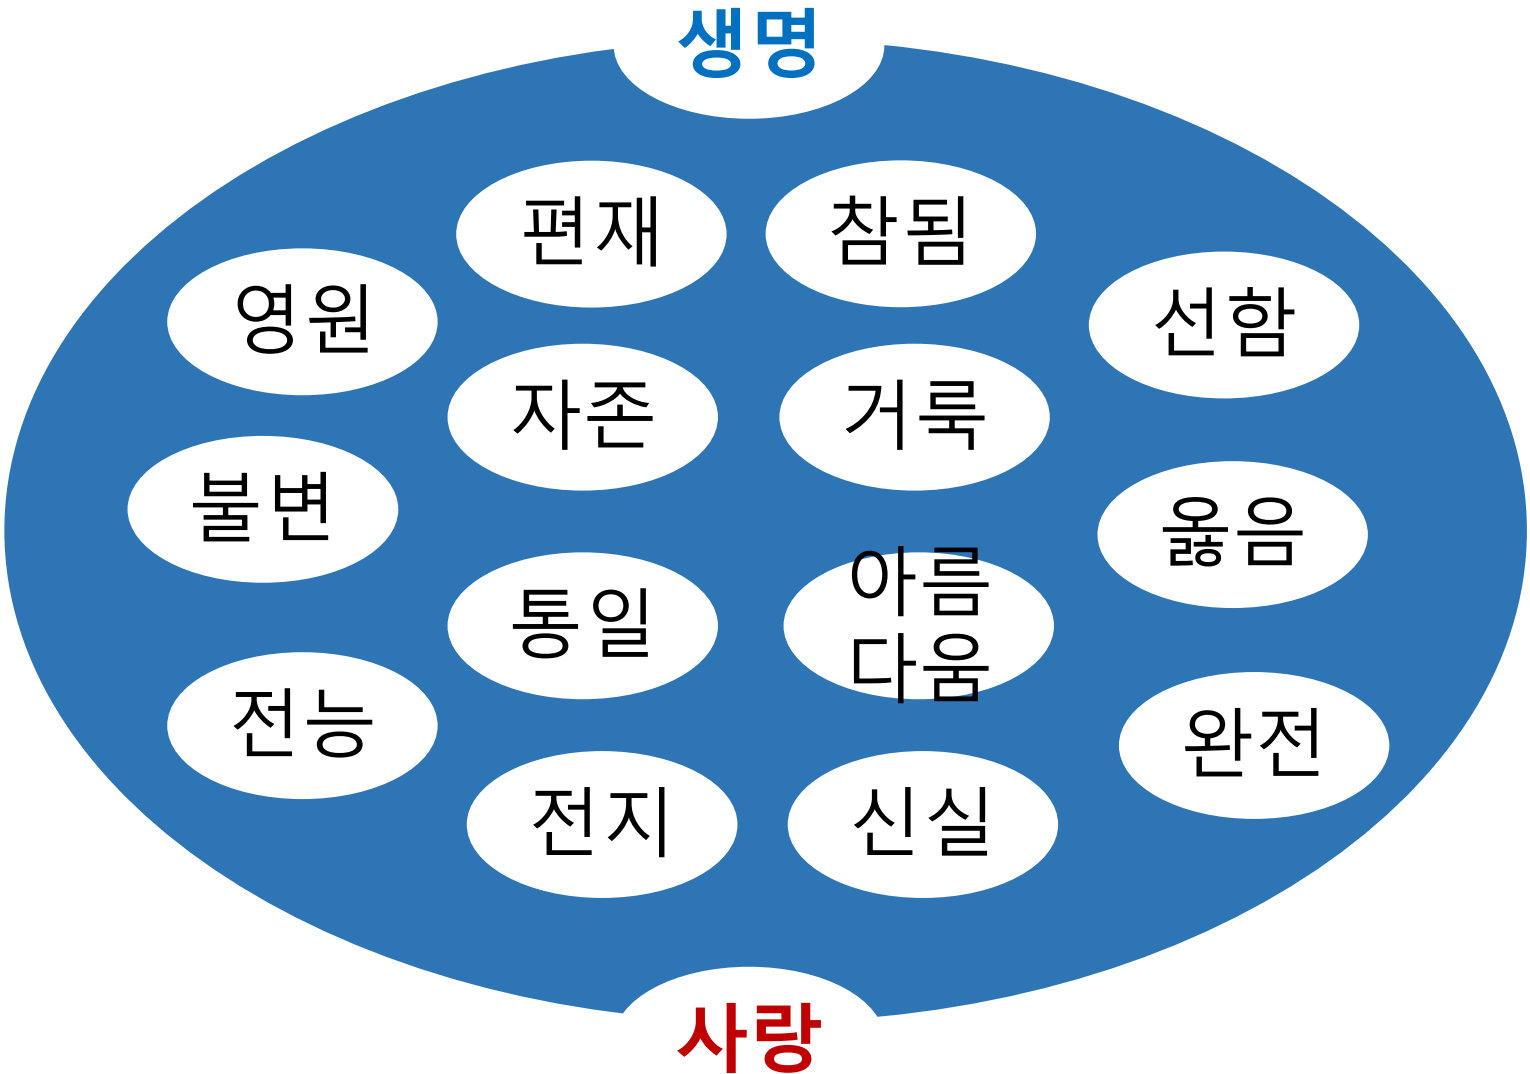 생명
편재
참됨
영원
선함
자존
거룩
불변
옳음
아름
다움
통일
전능
완전
전지
신실
사랑